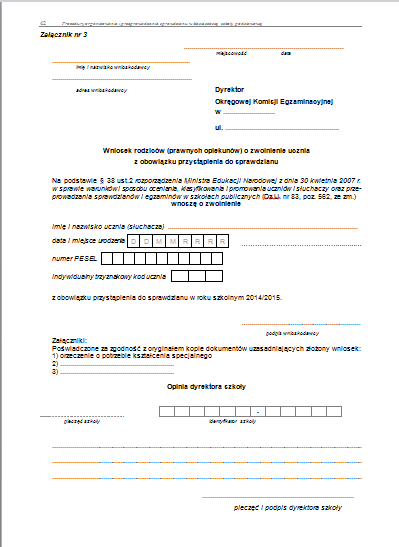 62 Procedury organizowania i przeprowadzania sprawdzianu w szóstej klasie szkoły podstawowej
Załącznik nr 3
miejscowość data
imię i nazwisko wnioskodawcy
adres wnioskodawcy
Dyrektor
Okręgowej Komisji Egzaminacyjnej
w
ul.
Wniosek rodziców (prawnych opiekunów) o zwolnienie ucznia
z obowiązku przystąpienia do sprawdzianu
Na podstawie § 38 ust.2 rozporządzenia Ministra Edukacji Narodowej z dnia 30 kwietnia 2007 r.
w sprawie warunków i sposobu oceniania, klasyfikowania i promowania uczniów i słuchaczy oraz prze-
prowadzania sprawdzianów i egzaminów w szkołach publicznych (Dz.U. nr 83, poz. 562, ze zm.)
wnoszę o zwolnienie
imię i nazwisko ucznia (słuchacza)
data i miejsce urodzenia D D M M R R R R
numer PESEL
indywidualny trzyznakowy kod ucznia
z obowiązku przystąpienia do sprawdzianu w roku szkolnym 2014/2015.
podpis wnioskodawcy
Załączniki:
Poświadczone za zgodność z oryginałem kopie dokumentów uzasadniających złożony wniosek:
1) orzeczenie o potrzebie kształcenia specjalnego
2)
3)
Opinia dyrektora szkoły
-
pieczęć szkoły identyfikator szkoły
pieczęć i podpis dyrektora szkoły